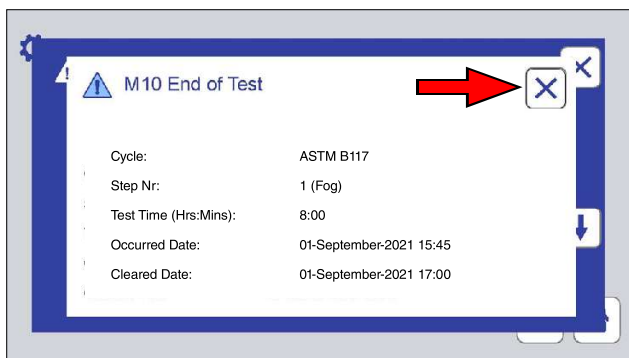 M10 End of Test
Cycle: ASTM B117
Step Nr: 1 (Fog)
Test Time (Hrs:Mins): 8:00
Occurred Date: 01-September-2021 15:45
Cleared Date: 01-September-2021 17:00